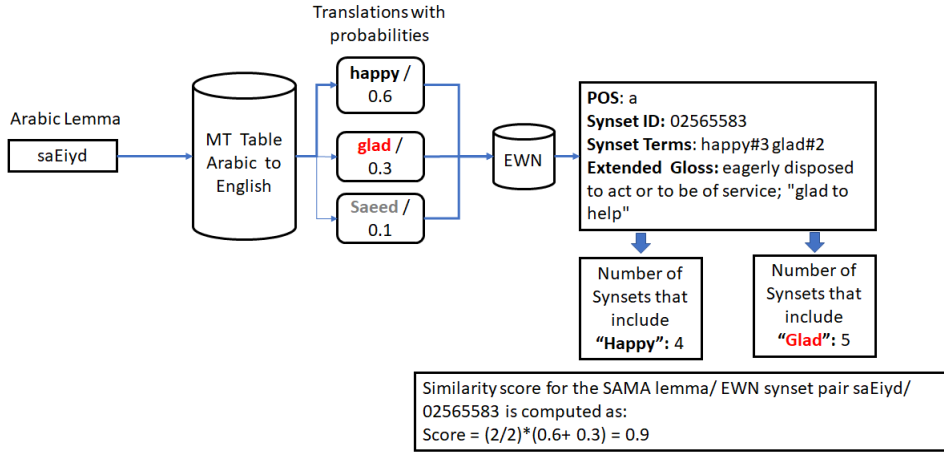 Translations with
probabilities
happy /
0.6
Arabic Lemma
saEiyd
MT Table
Arabic to
English
glad /
0.3
Saeed /
0.1
EWN
POS: a
Synset ID: 02565583
Synset Terms: happy#3 glad#2
Extended Gloss: eagerly disposed
to act or to be of service; "glad to
help"
Number of
Synsets that
include
“Happy”: 4
Number of
Synsets that
include
“Glad”: 5
Similarity score for the SAMA lemma/ EWN synset pair saEiyd/
02565583 is computed as:
Score = (2/2)*(0.6+ 0.3) = 0.9